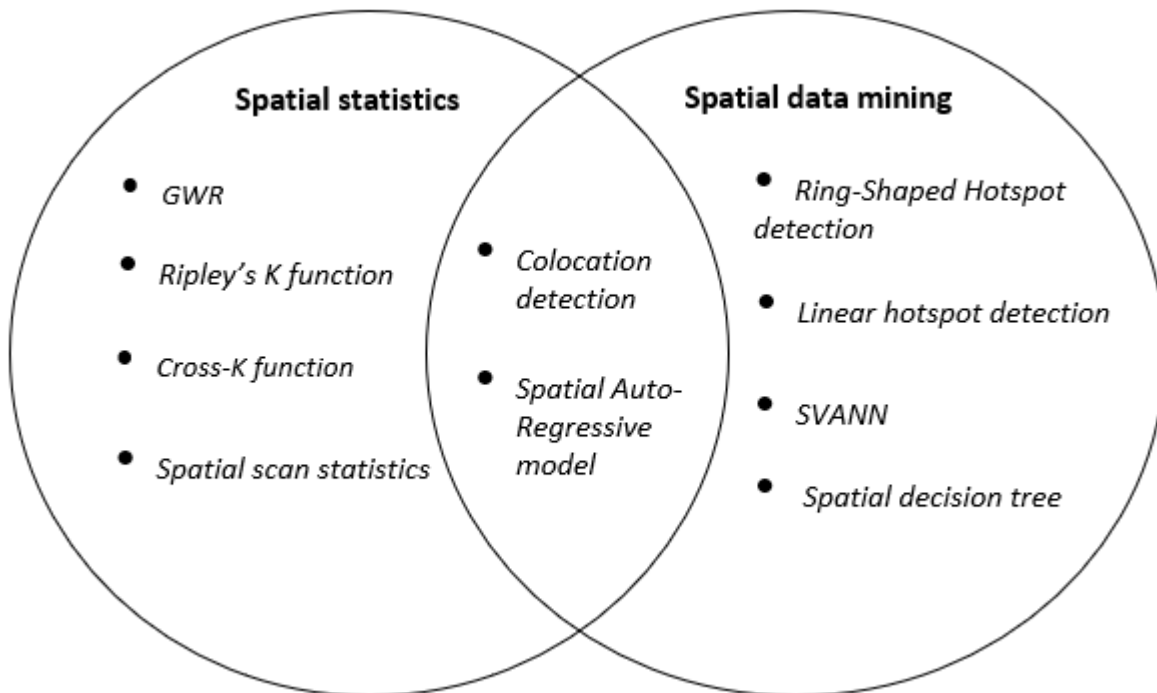 Spatial statistics
• GWR
• Ripley’s K function
• Cross-K function
• Spatial scan statistics
• Colocation
detection
• Spatial Auto-
Regressive
model
Spatial data mining
• Ring-Shaped Hotspot
detection
• Linear hotspot detection
• SVANN
• Spatial decision tree